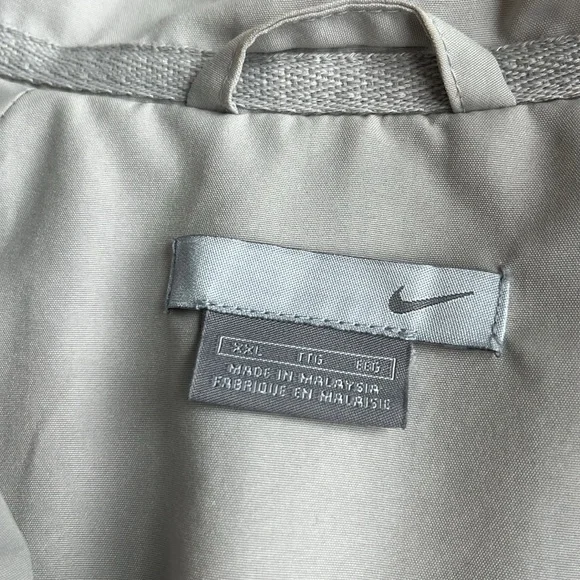 XXL TTG EEG
MADE IN MALAYSIA
FABRIQUE EN MALAISIE